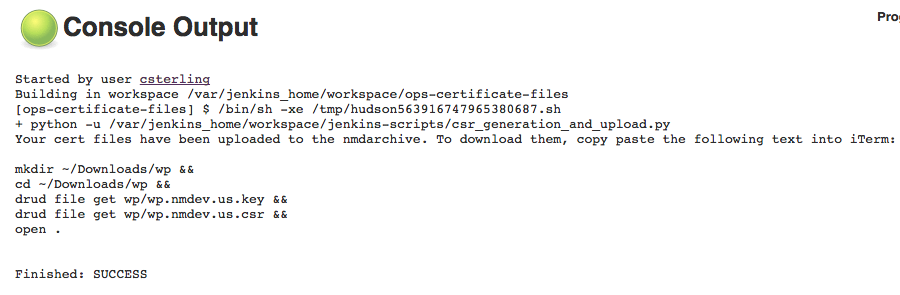 Console Output
Started by user csterling
Building in workspace /var/jenkins_home/workspace/ops-certificate-files
[ops-certificate-files] $ /bin/sh -xe /tmp/hudson563916747965380687.sh
+ python -u /var/jenkins_home/workspace/jenkins-scripts/csr_generation_and_upload.py
Your cert files have been uploaded to the nmdarchive. To download them, copy paste the following text into iTerm:
mkdir ~/Downloads/wp &&
cd ~/Downloads/wp &&
drud file get wp/wp.nmdev.us.key &&
drud file get wp/wp.nmdev.us.csr &&
open .
Finished: SUCCESS